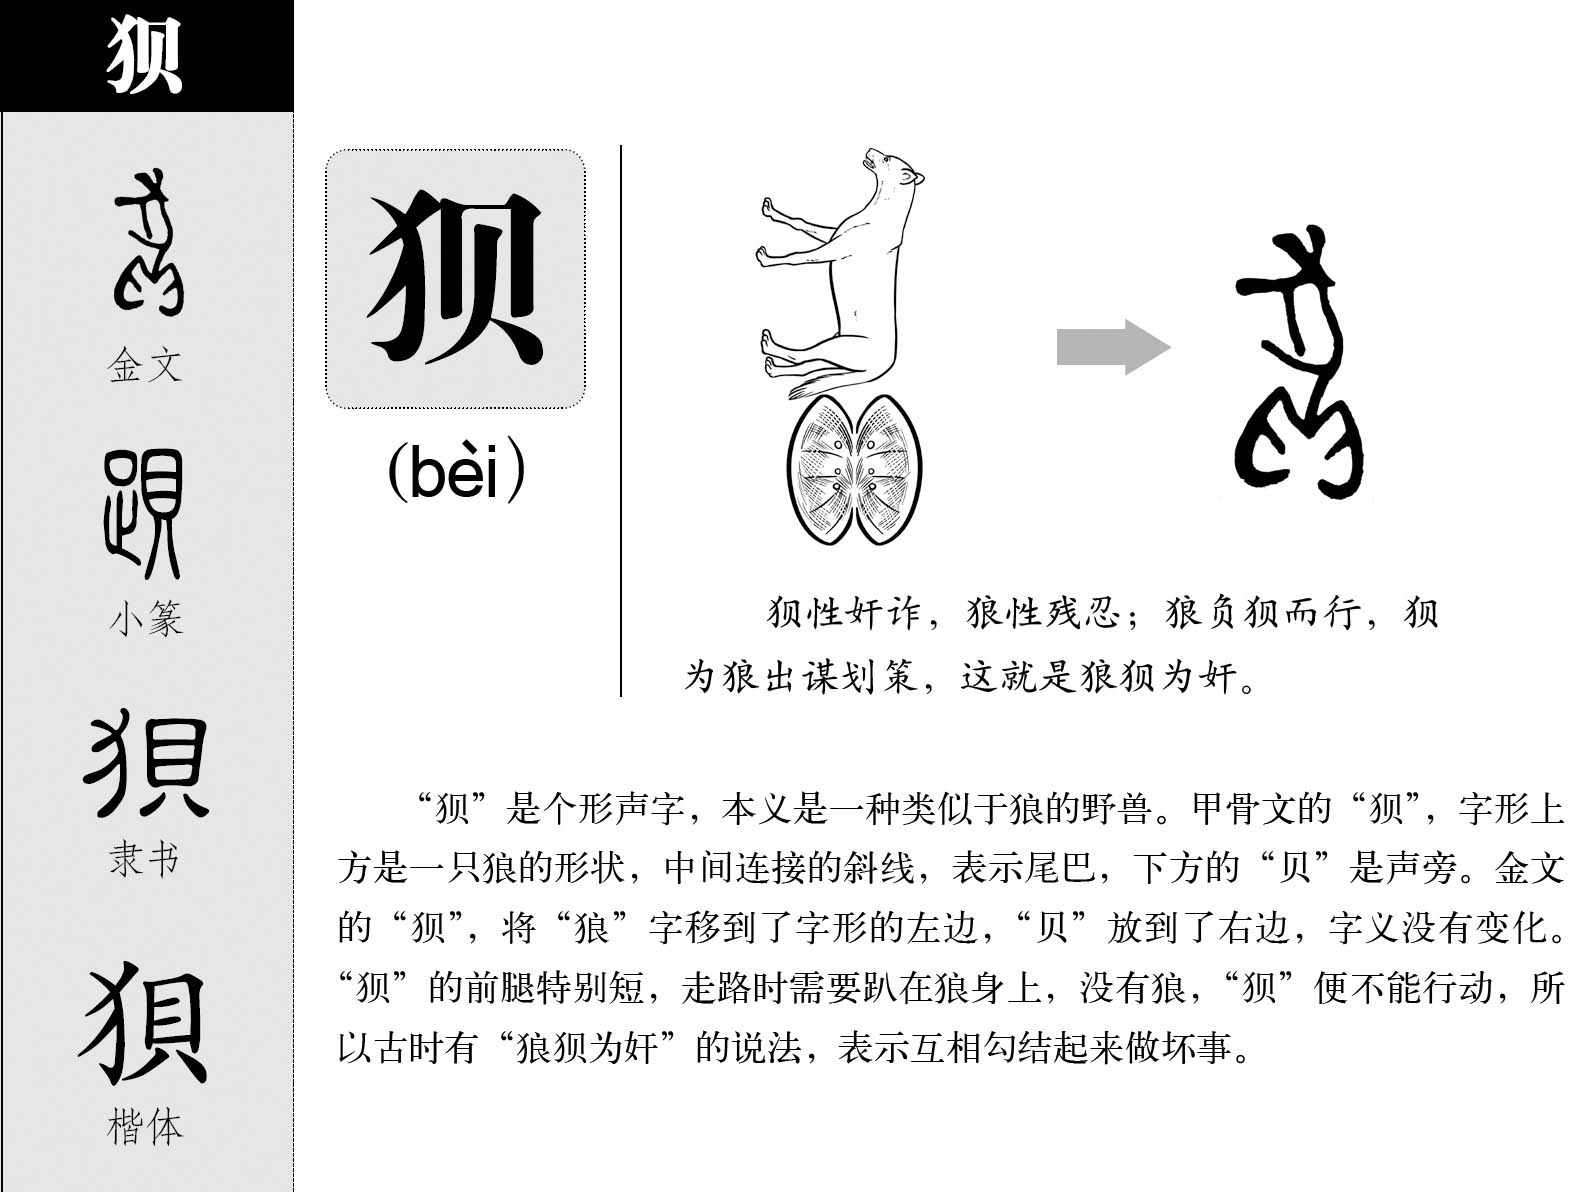 狈
金文
小篆
狽
隶书
狽
楷体
狈
（bèi）
狈性奸诈，狼性残忍；狼负狈而行，狈
为狼出谋划策，这就是狼狈为奸。
“狈”是个形声字，本义是一种类似于狼的野兽。甲骨文的“狈”，字形上
方是一只狼的形状，中间连接的斜线，表示尾巴，下方的“贝”是声旁。金文
的“狈”，将“狼”字移到了字形的左边，“贝”放到了右边，字义没有变化。
“狈”的前腿特别短，走路时需要趴在狼身上，没有狼，“狈”便不能行动，所
以古时有“狼狈为奸”的说法，表示互相勾结起来做坏事。